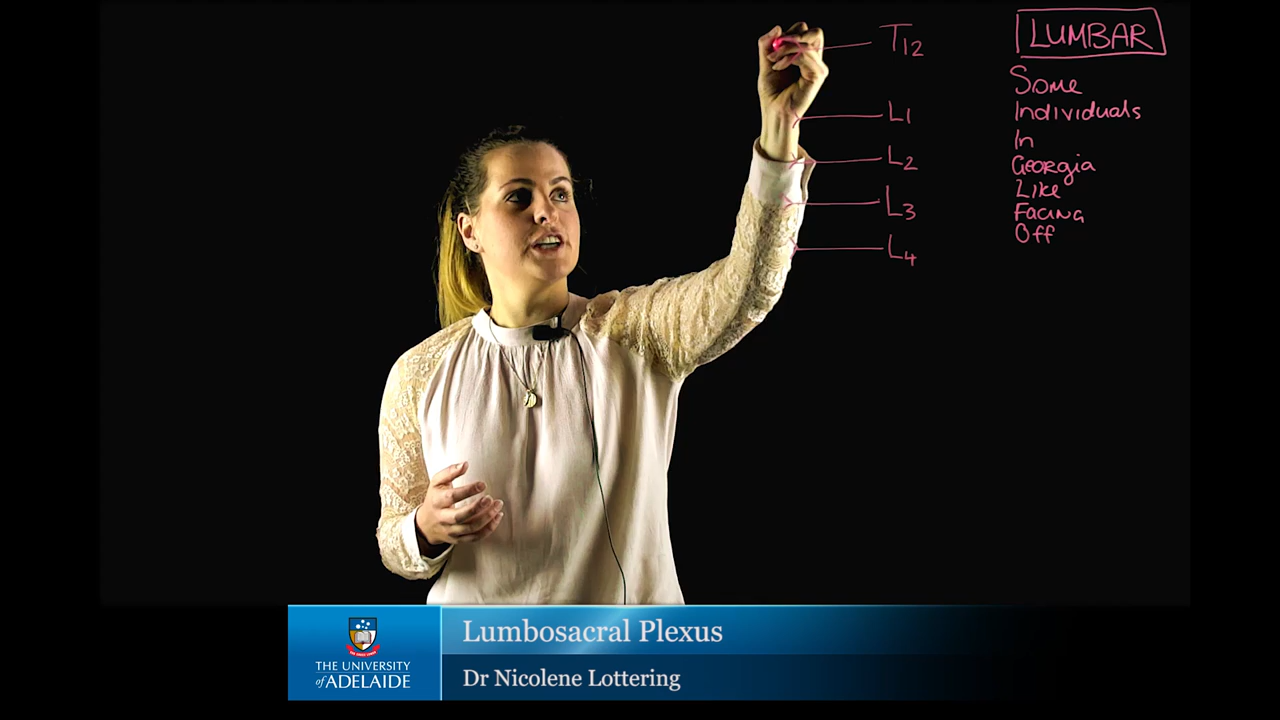 T12
L1
L2
L3
L4
LUMBAR
Some
Individuals
In
Georgia
Like
Facing
Off
THE UNIVERSITY
of ADELAIDE
Lumbosacral Plexus
Dr Nicolene Lottering